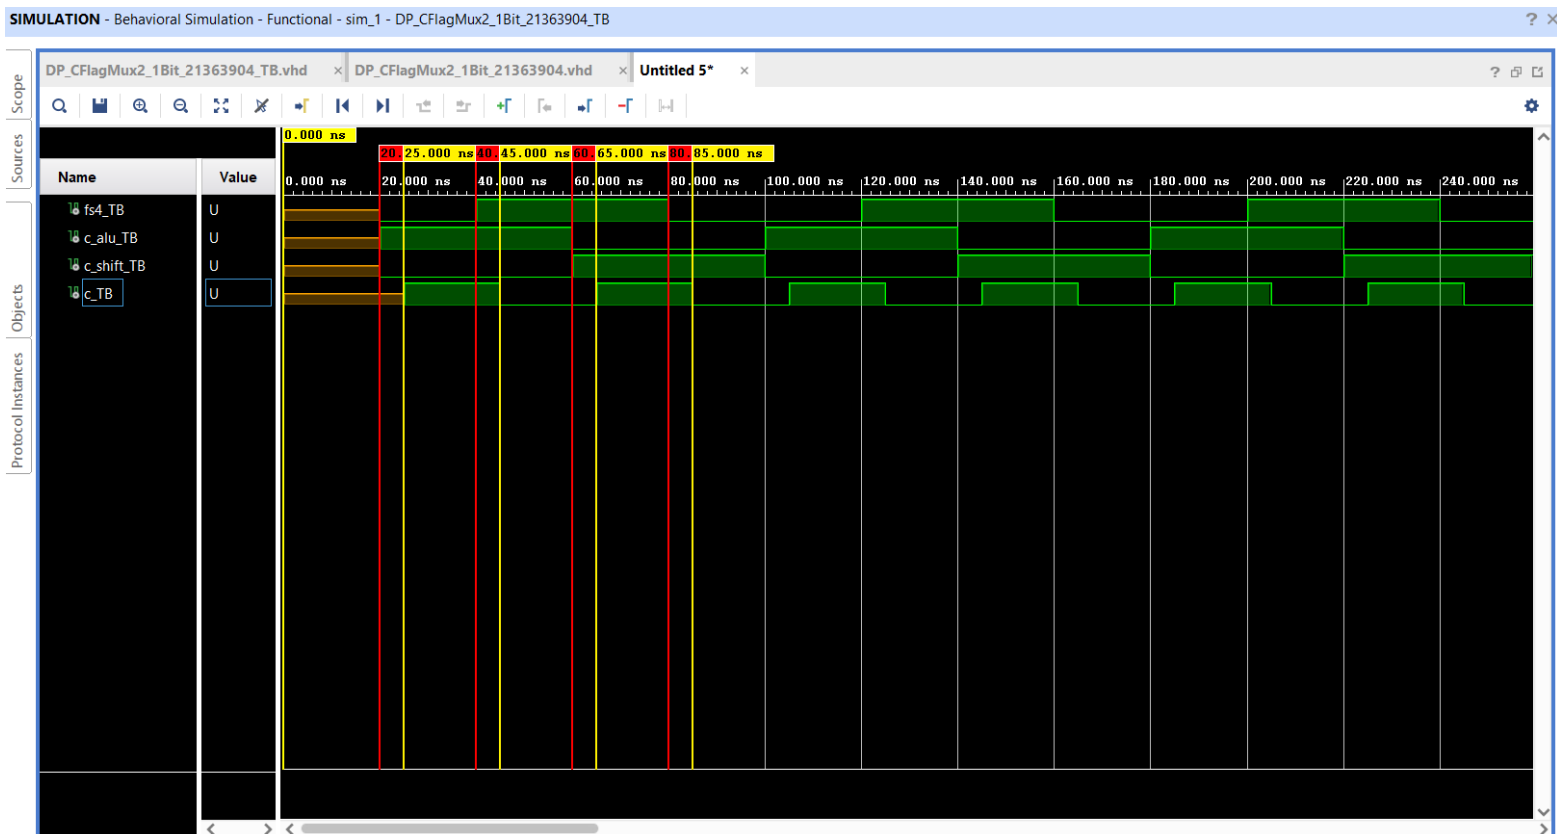 SIMULATION - Behavioral Simulation - Functional - sim_1 - DP_CFlagMux2_1Bit_21363904_TB
DP_CFlagMux2_1Bit_21363904_TB.vhd × DP_CFlagMux2_1Bit_21363904.vhd × Untitled 5* ×
Scope
Sources
Objects
Protocol Instances
0.000 ns
20. 25.000 ns 40. 45.000 ns 60. 65.000 ns 80. 85.000 ns
Name Value
0.000 ns 20.000 ns 40.000 ns 60.000 ns 80.000 ns 100.000 ns 120.000 ns 140.000 ns 160.000 ns 180.000 ns 200.000 ns 220.000 ns 240.000 ns
fs4_TB U
c_alu_TB U
c_shift_TB U
c_TB U